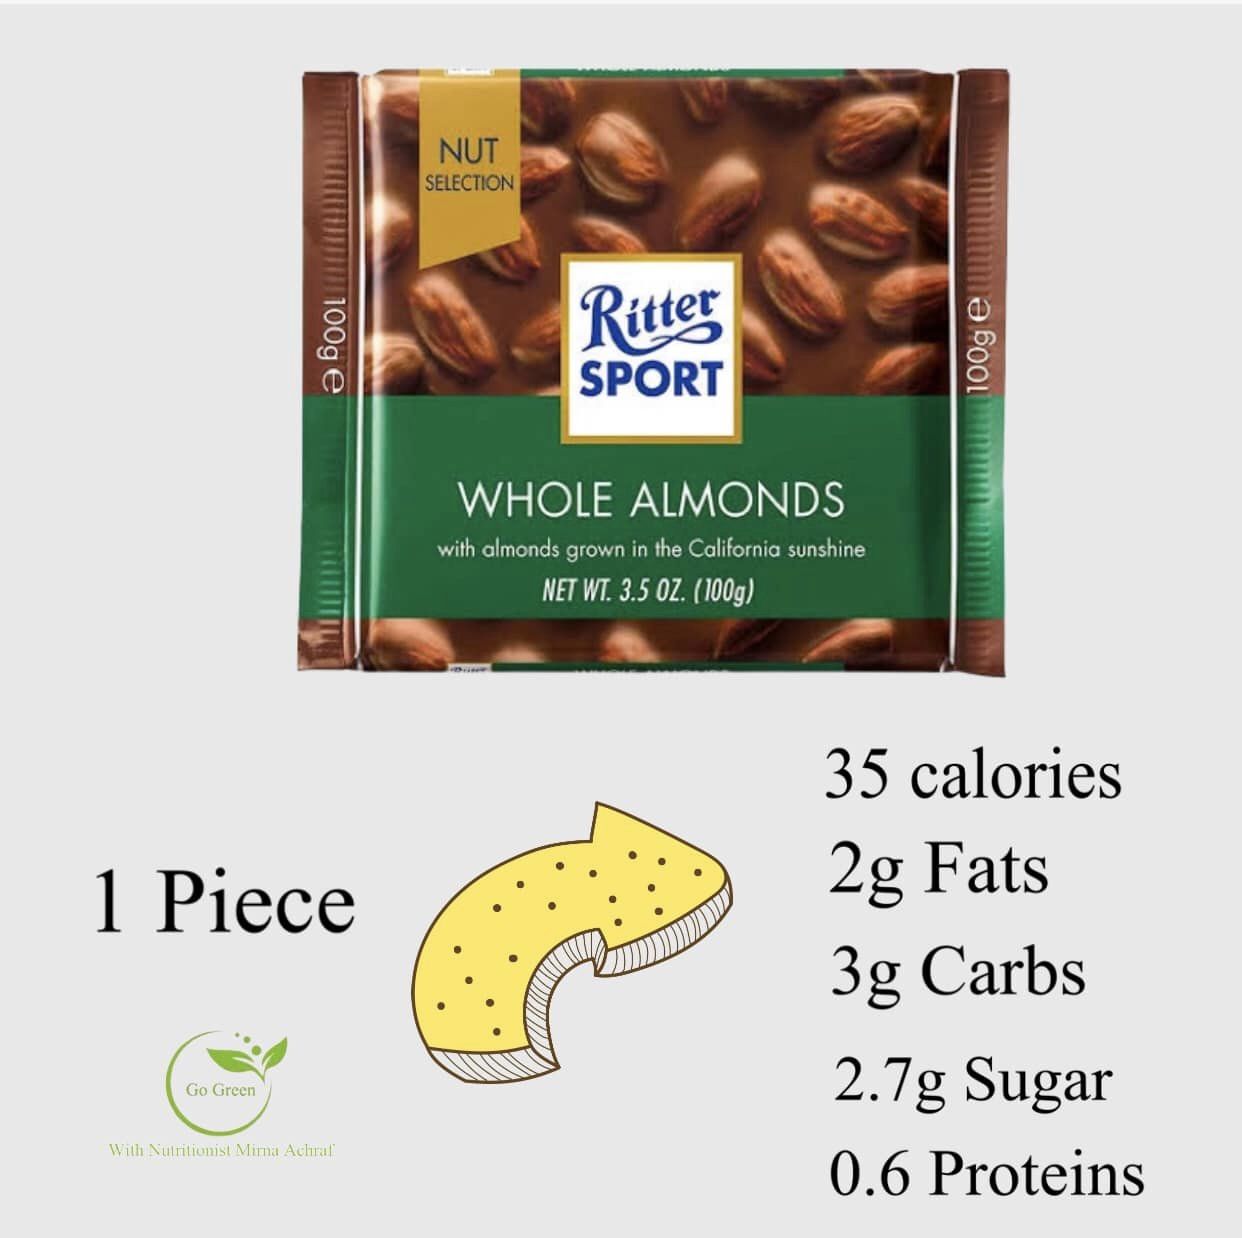 NUT
SELECTION
100g e
100g e
Ritter
SPORT
WHOLE ALMONDS
with almonds grown in the California sunshine
NET WT. 3.5 OZ. (100g)
35 calories
2g Fats
1 Piece
3g Carbs
2.7g Sugar
0.6 Proteins
Go Green
With Nutritionist Mirna Achraf